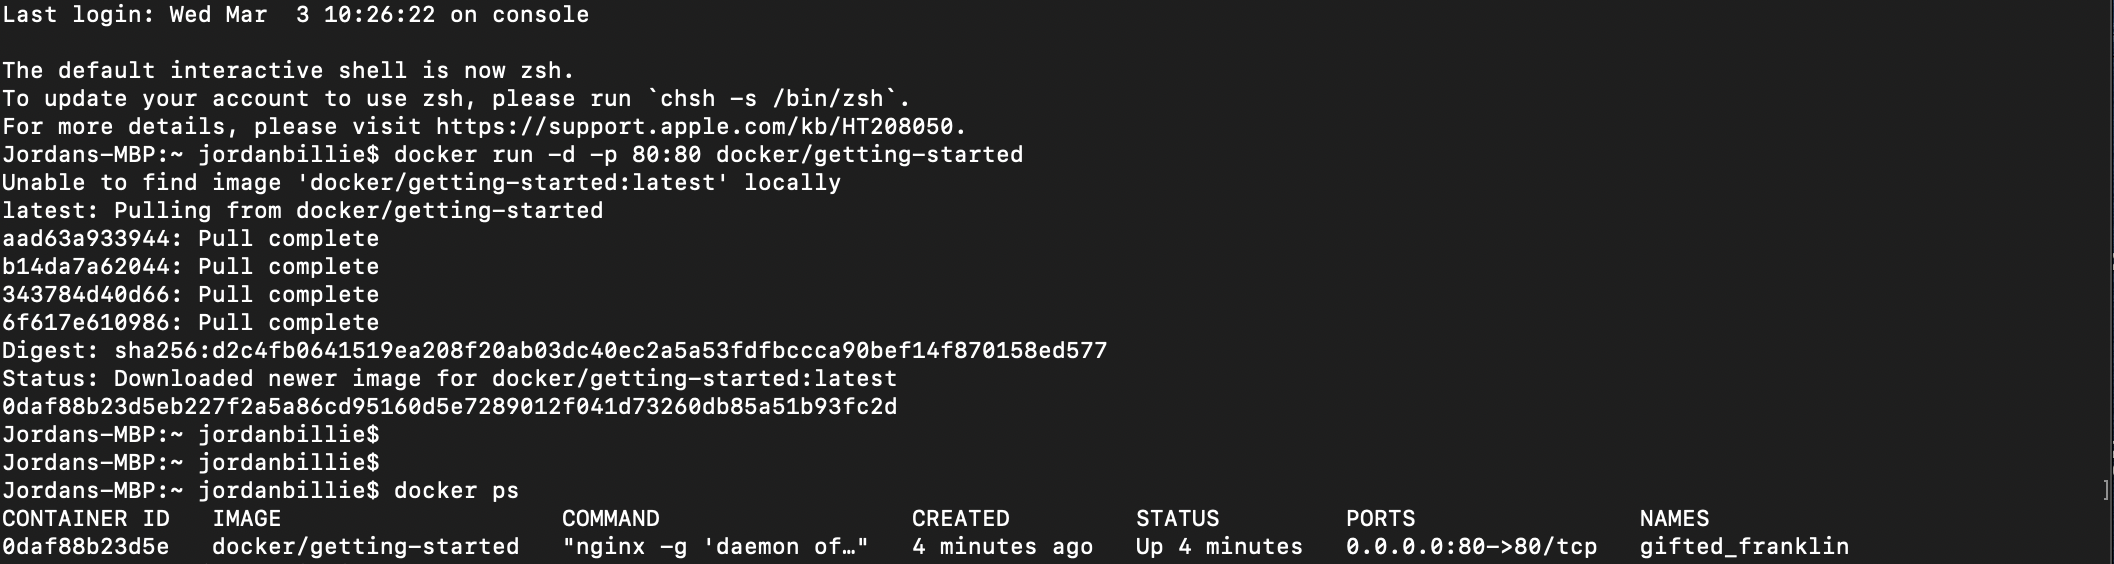 Last login: Wed Mar  3 10:26:22 on console
The default interactive shell is now zsh.
To update your account to use zsh, please run `chsh -s /bin/zsh`.
For more details, please visit https://support.apple.com/kb/HT208050.
Jordans-MBP:~ jordanbillie$ docker run -d -p 80:80 docker/getting-started
Unable to find image 'docker/getting-started:latest' locally
latest: Pulling from docker/getting-started
aad63a933944: Pull complete
b14da7a62044: Pull complete
343784d40d66: Pull complete
6f617e610986: Pull complete
Digest: sha256:d2c4fb0641519ea208f20ab03dc40ec2a5a53fdfbccca90bef14f870158ed577
Status: Downloaded newer image for docker/getting-started:latest
0daf88b23d5eb227f2a5a86cd95160d5e7289012f041d73260db85a51b93fc2d
Jordans-MBP:~ jordanbillie$
Jordans-MBP:~ jordanbillie$
Jordans-MBP:~ jordanbillie$ docker ps ]
CONTAINER ID   IMAGE                    COMMAND                  CREATED         STATUS         PORTS                NAMES
0daf88b23d5e   docker/getting-started   "nginx -g 'daemon of…"   4 minutes ago   Up 4 minutes   0.0.0.0:80->80/tcp   gifted_franklin